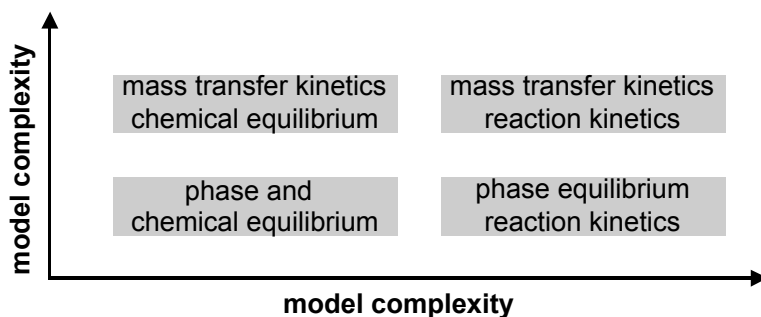 model complexity
mass transfer kinetics
chemical equilibrium
mass transfer kinetics
reaction kinetics
phase and
chemical equilibrium
phase equilibrium
reaction kinetics
model complexity